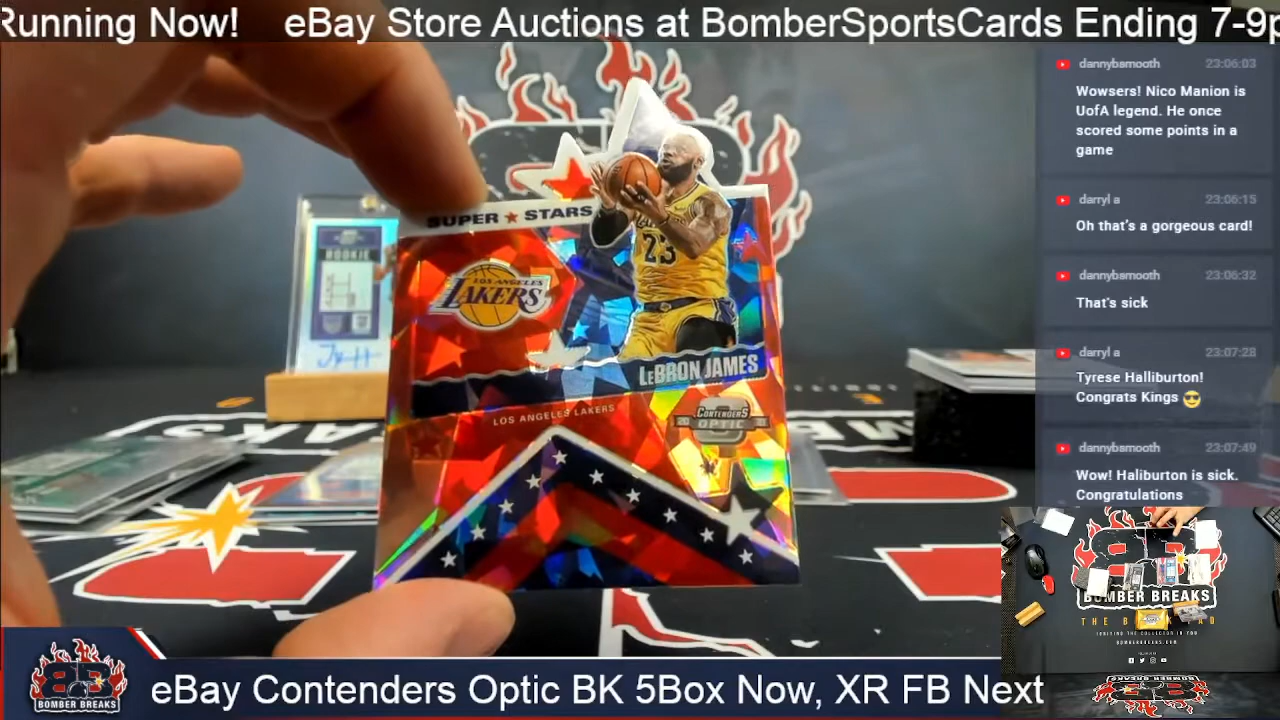 Running Now! eBay Store Auctions at BomberSportsCards Ending 7-9p
dannybsmooth 23:06:03
Wowsers! Nico Manion is
UofA legend. He once
scored some points in a
game
darryl a 23:06:15
Oh that's a gorgeous card!
dannybsmooth 23:06:32
That's sick
darryl a 23:07:28
Tyrese Halliburton!
Congrats Kings 😎
dannybsmooth 23:07:49
Wow! Haliburton is sick.
Congratulations
SUPER ★ STARS
LOS ANGELES
LAKERS
23
LeBRON JAMES
LOS ANGELES LAKERS
CONTENDERS
OPTIC
ROOKIE
BOMBER BREAKS
BOMBER BREAKS
eBay Contenders Optic BK 5Box Now, XR FB Next